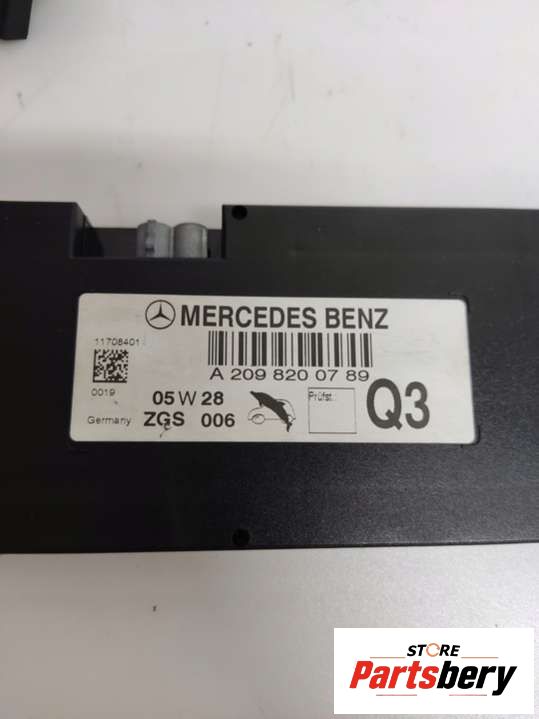 MERCEDES BENZ
11708401
A 209 820 07 89
0019
05 W 28
Prüfst.:
Q3
Germany
ZGS 006
STORE
Partsbery